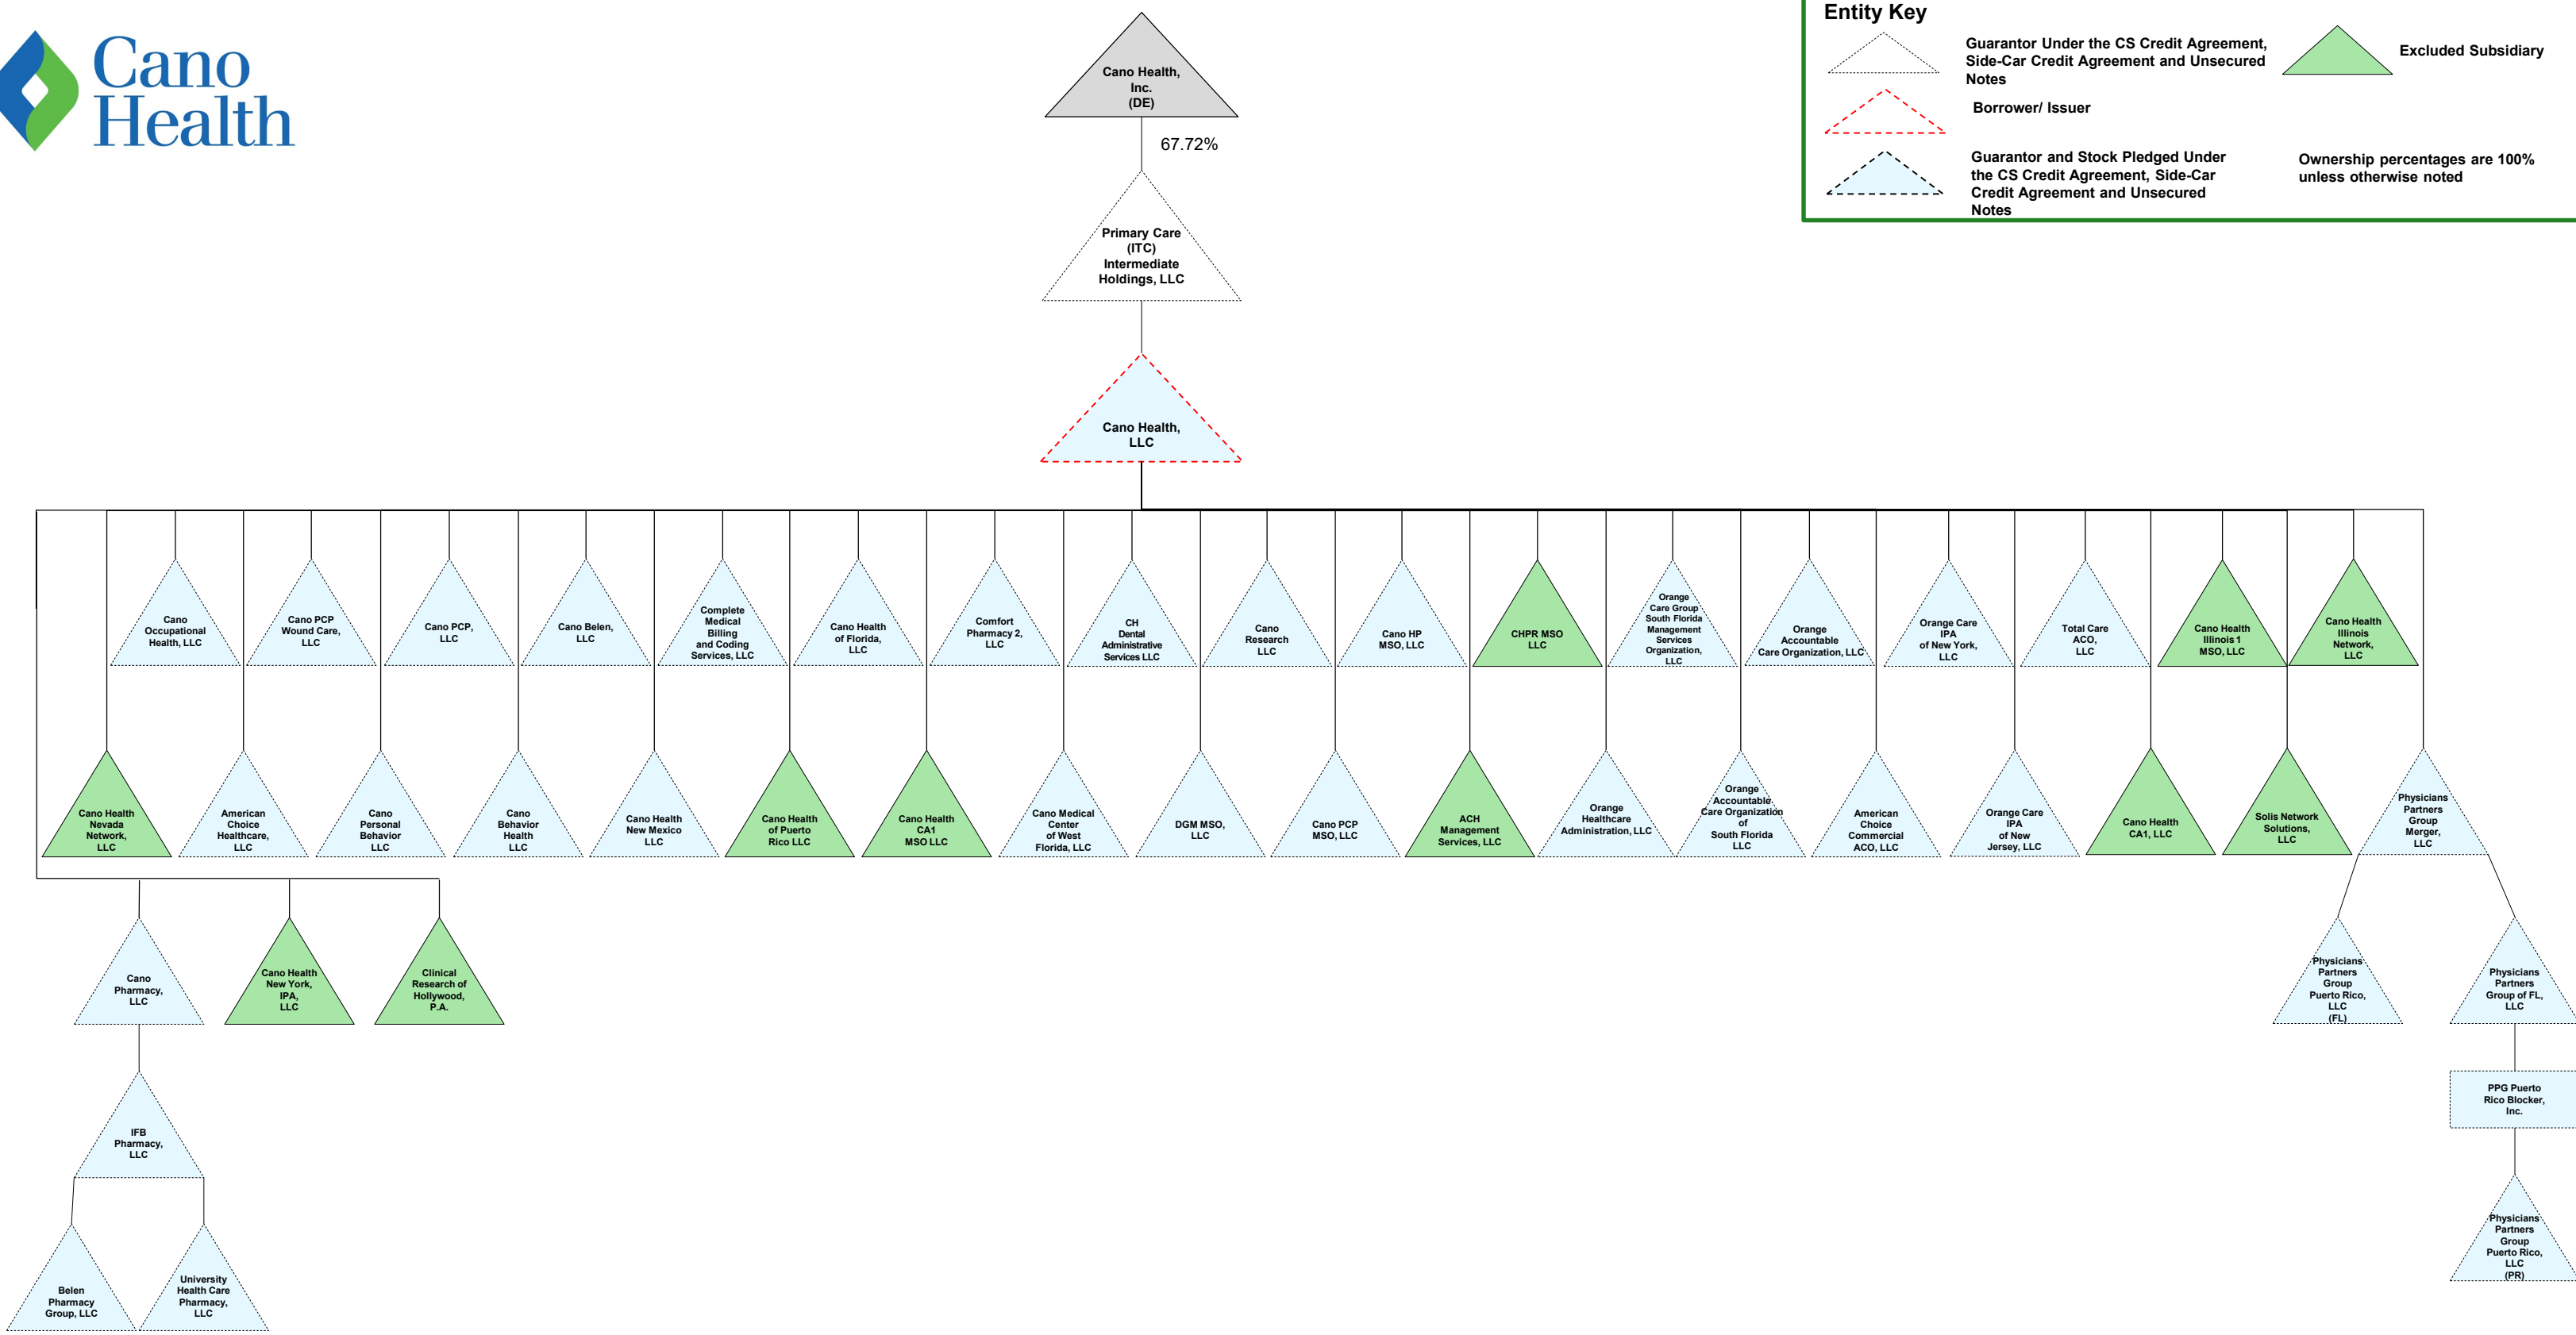 Cano
Health
Entity Key
Guarantor Under the CS Credit Agreement,
Side-Car Credit Agreement and Unsecured
Notes
Excluded Subsidiary
Borrower/ Issuer
Guarantor and Stock Pledged Under
the CS Credit Agreement, Side-Car
Credit Agreement and Unsecured
Notes
Ownership percentages are 100%
unless otherwise noted
Cano Health,
Inc.
(DE)
67.72%
Primary Care
(ITC)
Intermediate
Holdings, LLC
Cano Health,
LLC
Cano
Occupational
Health, LLC
Cano PCP
Wound Care,
LLC
Cano PCP,
LLC
Cano Belen,
LLC
Complete
Medical
Billing
and Coding
Services, LLC
Cano Health
of Florida,
LLC
Comfort
Pharmacy 2,
LLC
CH
Dental
Administrative
Services LLC
Cano
Research
LLC
Cano HP
MSO, LLC
CHPR MSO
LLC
Orange
Care Group
South Florida
Management
Services
Organization,
LLC
Orange
Accountable
Care Organization, LLC
Orange Care
IPA
of New York,
LLC
Total Care
ACO,
LLC
Cano Health
Illinois 1
MSO, LLC
Cano Health
Illinois
Network,
LLC
Cano Health
Nevada
Network,
LLC
American
Choice
Healthcare,
LLC
Cano
Personal
Behavior
LLC
Cano
Behavior
Health
LLC
Cano Health
New Mexico
LLC
Cano Health
of Puerto
Rico LLC
Cano Health
CA1
MSO LLC
Cano Medical
Center
of West
Florida, LLC
DGM MSO,
LLC
Cano PCP
MSO, LLC
ACH
Management
Services, LLC
Orange
Healthcare
Administration, LLC
Orange
Accountable
Care Organization
of
South Florida
LLC
American
Choice
Commercial
ACO, LLC
Orange Care
IPA
of New
Jersey, LLC
Cano Health
CA1, LLC
Solis Network
Solutions,
LLC
Physicians
Partners
Group
Merger,
LLC
Cano
Pharmacy,
LLC
Cano Health
New York,
IPA,
LLC
Clinical
Research of
Hollywood,
P.A.
Physicians
Partners
Group
Puerto Rico,
LLC
(FL)
Physicians
Partners
Group of FL,
LLC
IFB
Pharmacy,
LLC
PPG Puerto
Rico Blocker,
Inc.
Belen
Pharmacy
Group, LLC
University
Health Care
Pharmacy,
LLC
Physicians
Partners
Group
Puerto Rico,
LLC
(PR)